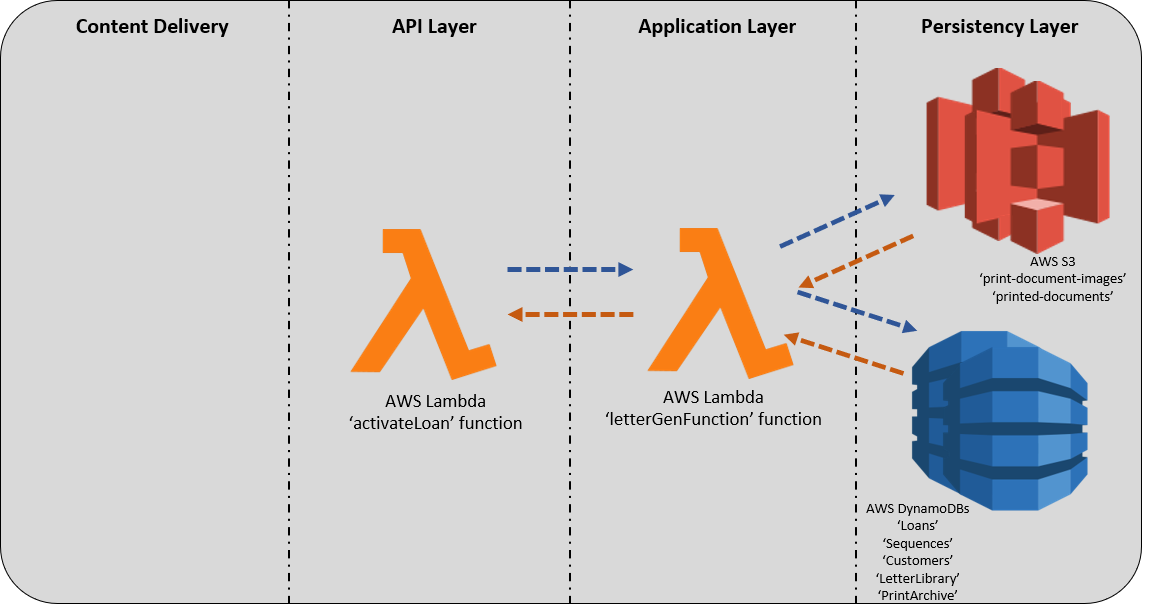 Content Delivery
API Layer
Application Layer
Persistency Layer
AWS S3
‘print-document-images’
‘printed-documents’
AWS Lambda
‘activateLoan’ function
AWS Lambda
‘letterGenFunction’ function
AWS DynamoDBs
‘Loans’
‘Sequences’
‘Customers’
‘LetterLibrary’
‘PrintArchive’